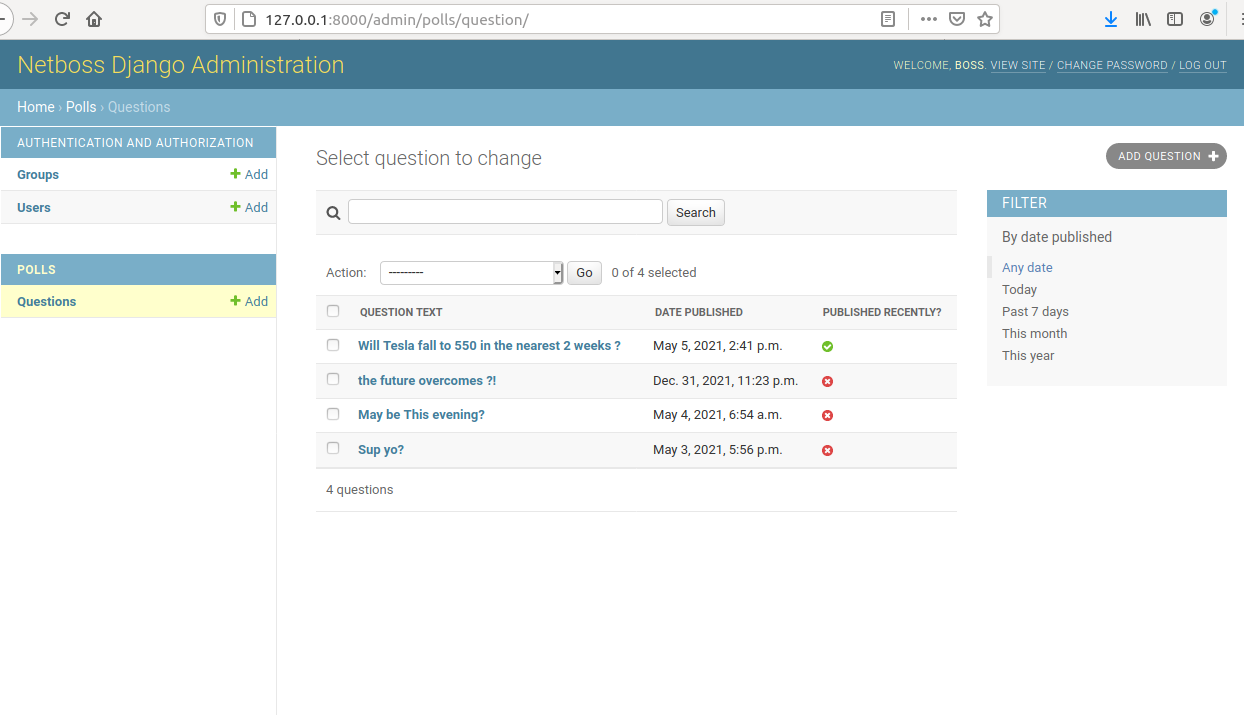 127.0.0.1:8000/admin/polls/question/
Netboss Django Administration
WELCOME, BOSS. VIEW SITE / CHANGE PASSWORD / LOG OUT
Home › Polls › Questions
AUTHENTICATION AND AUTHORIZATION
Groups + Add
Users + Add
POLLS
Questions + Add
Select question to change
ADD QUESTION +
Search
Action: --------- Go 0 of 4 selected
QUESTION TEXT DATE PUBLISHED PUBLISHED RECENTLY?
Will Tesla fall to 550 in the nearest 2 weeks ? May 5, 2021, 2:41 p.m.
the future overcomes ?! Dec. 31, 2021, 11:23 p.m.
May be This evening? May 4, 2021, 6:54 a.m.
Sup yo? May 3, 2021, 5:56 p.m.
4 questions
FILTER
By date published
Any date
Today
Past 7 days
This month
This year